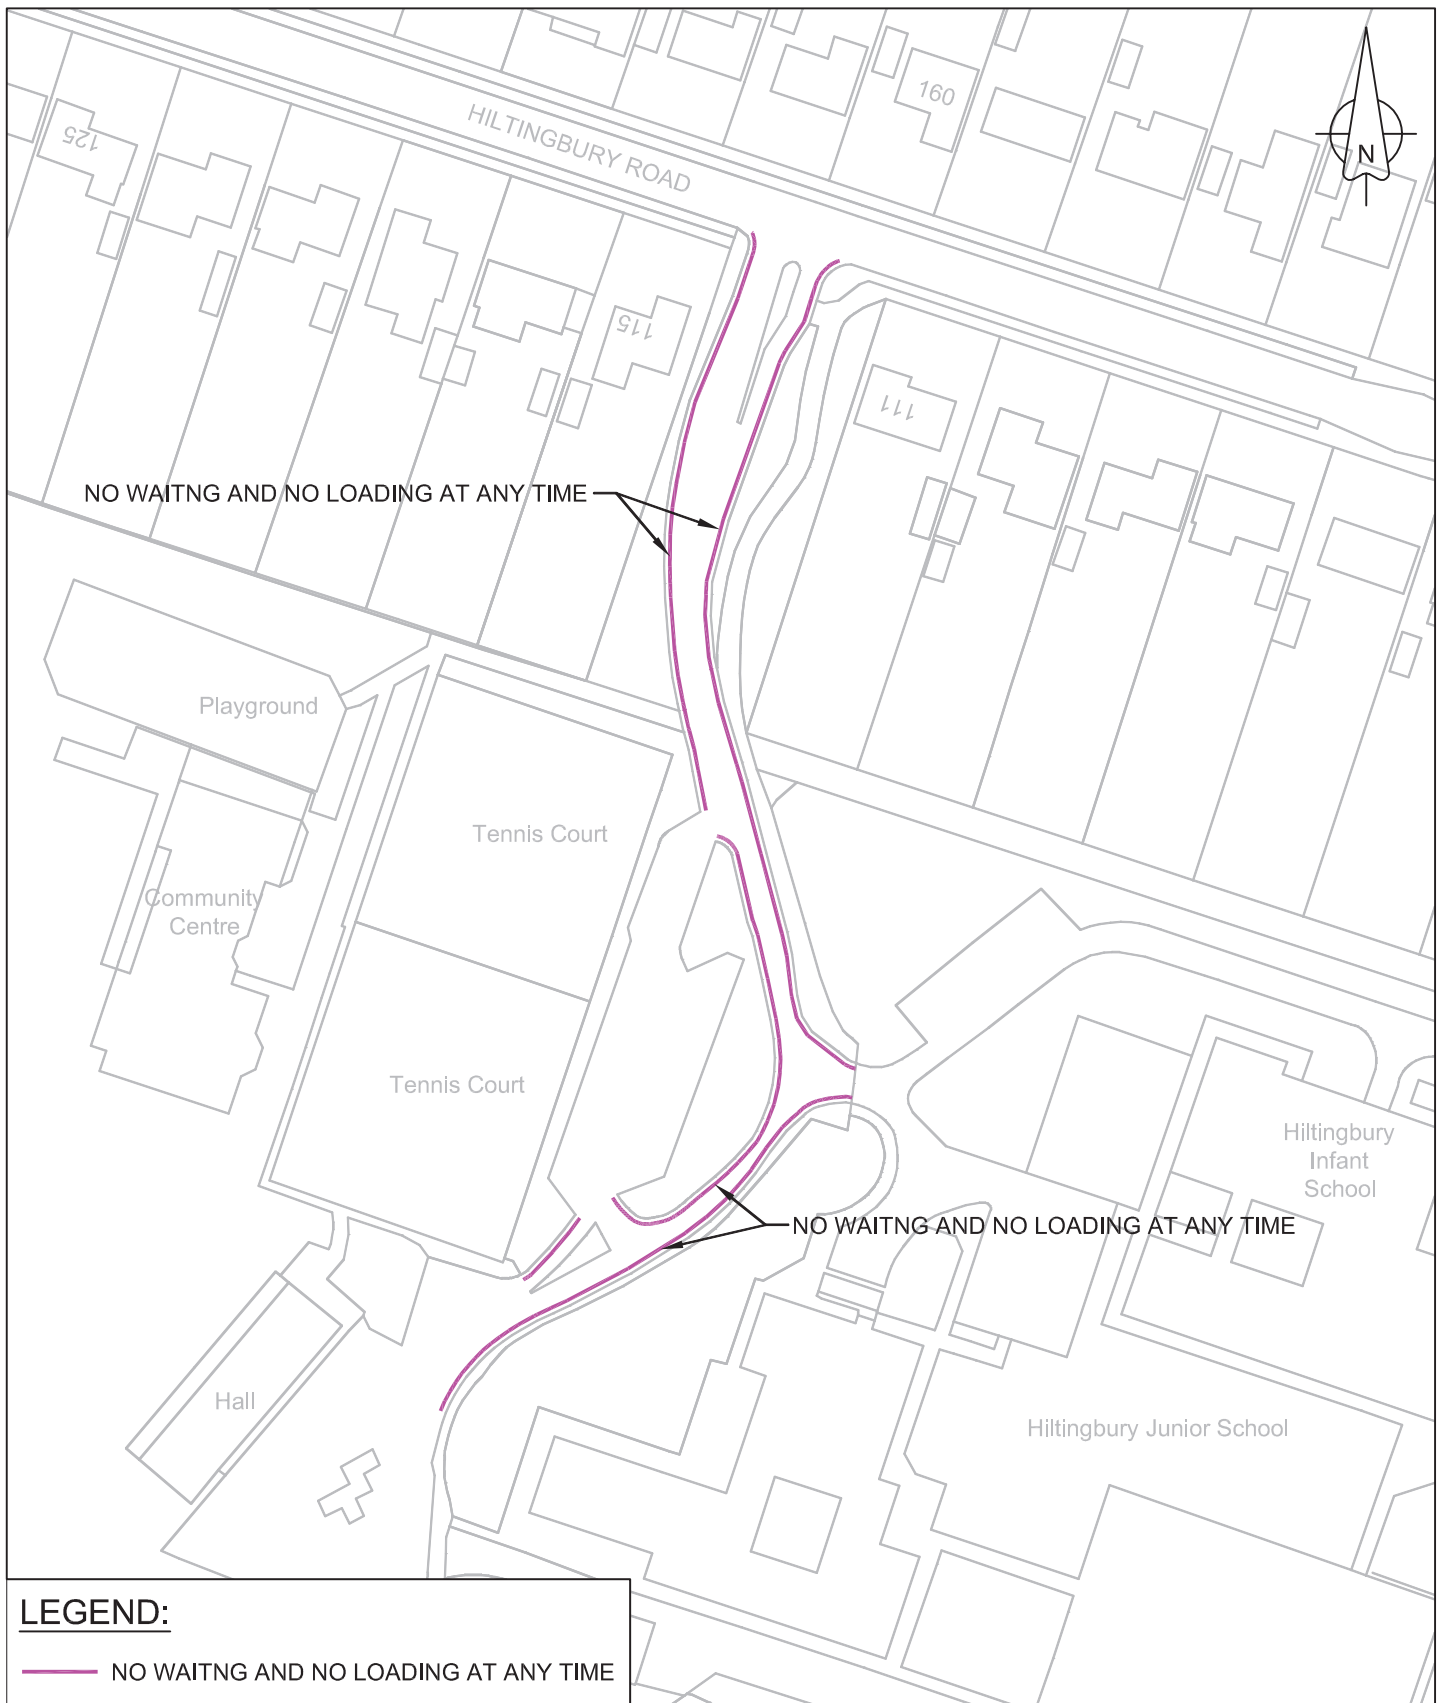 160
N
125
HILTINGBURY ROAD
115
111
NO WAITNG AND NO LOADING AT ANY TIME
Playground
Tennis Court
Community
Centre
Tennis Court
Hiltingbury
Infant
School
NO WAITNG AND NO LOADING AT ANY TIME
Hall
Hiltingbury Junior School
LEGEND:
NO WAITNG AND NO LOADING AT ANY TIME